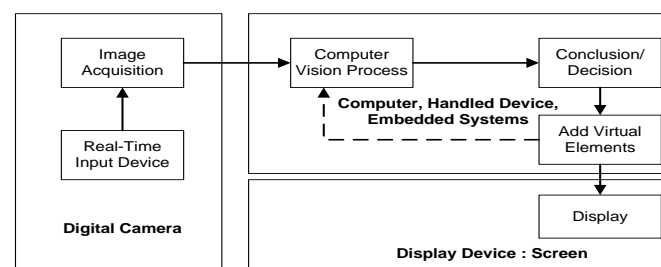 Image
Acquisition
Real-Time
Input Device
Digital Camera
Computer
Vision Process
Conclusion/
Decision
Computer, Handled Device,
Embedded Systems
Add Virtual
Elements
Display
Display Device : Screen